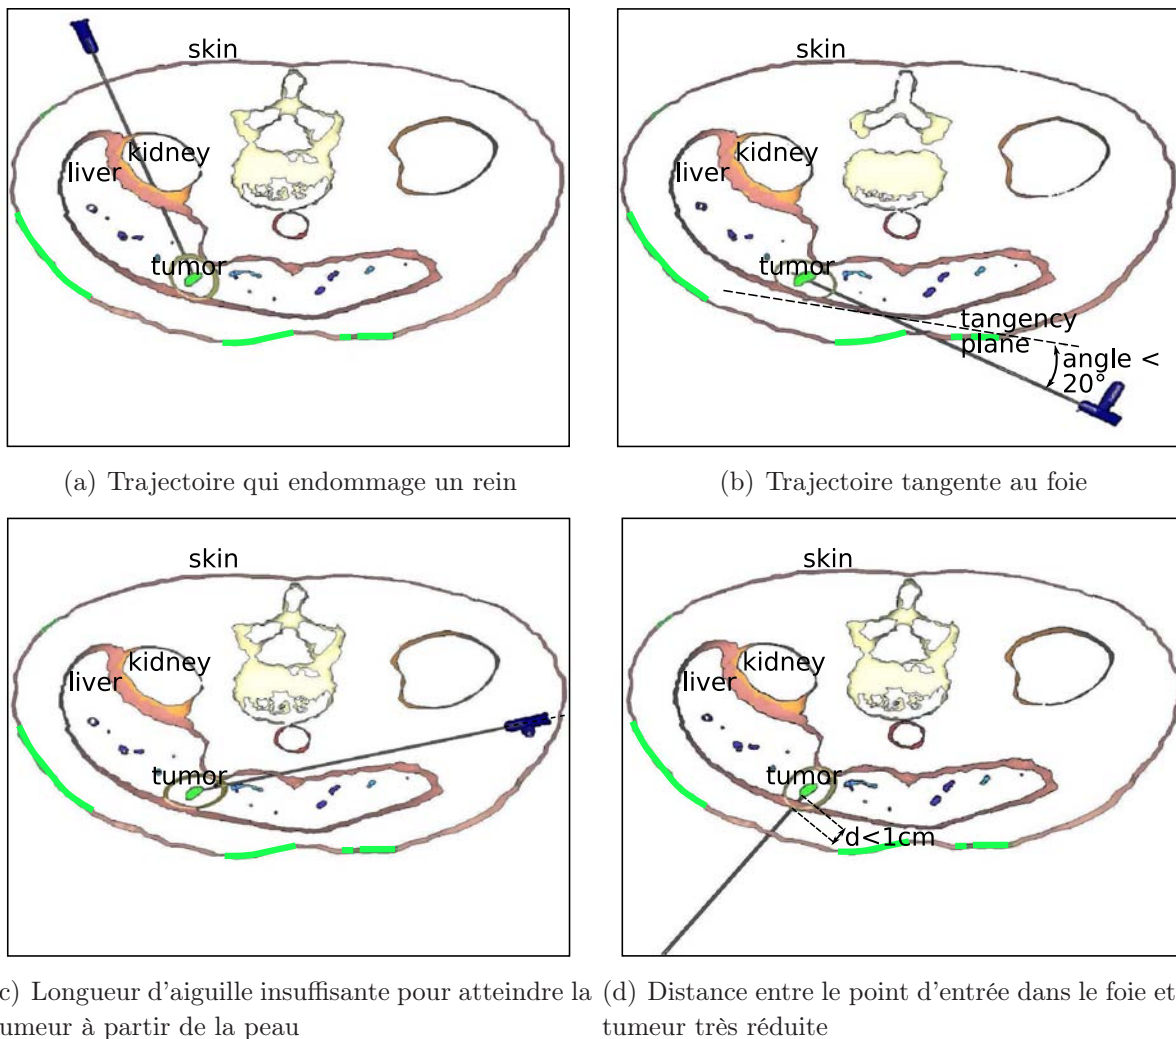 skin
kidney
liver
tumor
skin
kidney
liver
tumor
tangency
plane
angle <
20°
(a) Trajectoire qui endommage un rein
(b) Trajectoire tangente au foie
skin
kidney
liver
tumor
skin
kidney
liver
tumor
d<1cm
c) Longueur d'aiguille insuffisante pour atteindre la
umeur à partir de la peau
(d) Distance entre le point d'entrée dans le foie et
tumeur très réduite